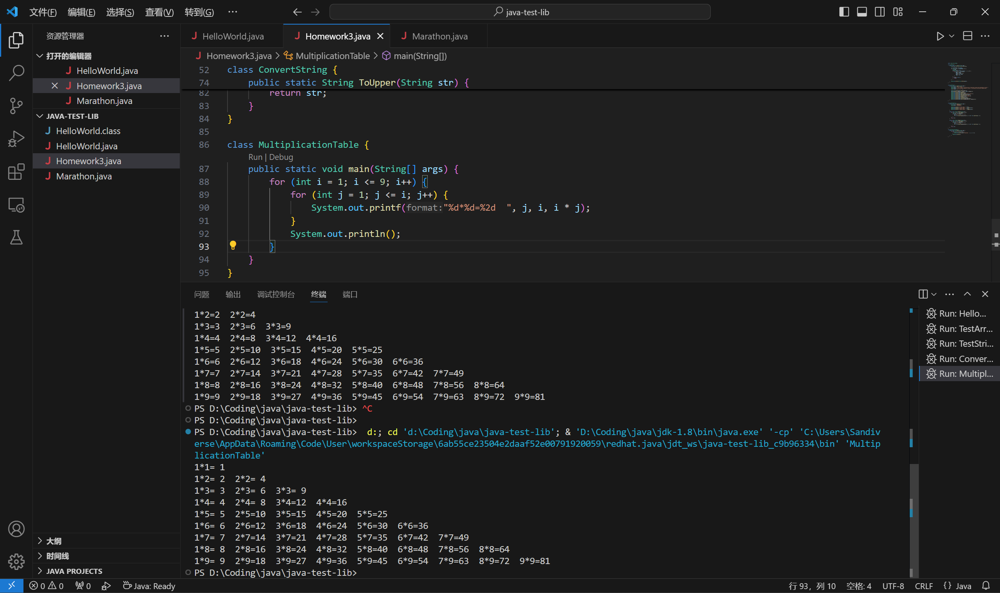 文件(F) 编辑(E) 选择(S) 查看(V) 转到(G) ··· java-test-lib
资源管理器
打开的编辑器
HelloWorld.java
Homework3.java
Marathon.java
JAVA-TEST-LIB
HelloWorld.class
HelloWorld.java
Homework3.java
Marathon.java
大纲
时间线
JAVA PROJECTS
HelloWorld.java Homework3.java Marathon.java
Homework3.java > MultiplicationTable > main(String[])
52 class ConvertString {
74 public static String ToUpper(String str) {
82 return str;
83 }
84 }
85
86 class MultiplicationTable {
Run | Debug
87 public static void main(String[] args) {
88 for (int i = 1; i <= 9; i++) {
89 for (int j = 1; j <= i; j++) {
90 System.out.printf(format:"%d*%d=%2d  ", j, i, i * j);
91 }
92 System.out.println();
93 }
94 }
95 }
问题 输出 调试控制台 终端 端口
1*2=2  2*2=4
1*3=3  2*3=6  3*3=9
1*4=4  2*4=8  3*4=12  4*4=16
1*5=5  2*5=10  3*5=15  4*5=20  5*5=25
1*6=6  2*6=12  3*6=18  4*6=24  5*6=30  6*6=36
1*7=7  2*7=14  3*7=21  4*7=28  5*7=35  6*7=42  7*7=49
1*8=8  2*8=16  3*8=24  4*8=32  5*8=40  6*8=48  7*8=56  8*8=64
1*9=9  2*9=18  3*9=27  4*9=36  5*9=45  6*9=54  7*9=63  8*9=72  9*9=81
PS D:\Coding\java\java-test-lib> ^C
PS D:\Coding\java\java-test-lib>
PS D:\Coding\java\java-test-lib>  d:; cd 'd:\Coding\java\java-test-lib'; & 'D:\Coding\java\jdk-1.8\bin\java.exe' '-cp' 'C:\Users\Sandiv
erse\AppData\Roaming\Code\User\workspaceStorage\6ab55ce23504e2daaf52e00791920059\redhat.java\jdt_ws\java-test-lib_c9b96334\bin' 'Multip
licationTable'
1*1= 1
1*2= 2  2*2= 4
1*3= 3  2*3= 6  3*3= 9
1*4= 4  2*4= 8  3*4=12  4*4=16
1*5= 5  2*5=10  3*5=15  4*5=20  5*5=25
1*6= 6  2*6=12  3*6=18  4*6=24  5*6=30  6*6=36
1*7= 7  2*7=14  3*7=21  4*7=28  5*7=35  6*7=42  7*7=49
1*8= 8  2*8=16  3*8=24  4*8=32  5*8=40  6*8=48  7*8=56  8*8=64
1*9= 9  2*9=18  3*9=27  4*9=36  5*9=45  6*9=54  7*9=63  8*9=72  9*9=81
PS D:\Coding\java\java-test-lib>
Run: Hello...
Run: TestArr...
Run: TestStri...
Run: Conver...
Run: Multipl...
0 0 0 Java: Ready 行 93，列 10 空格: 4 UTF-8 CRLF {} Java